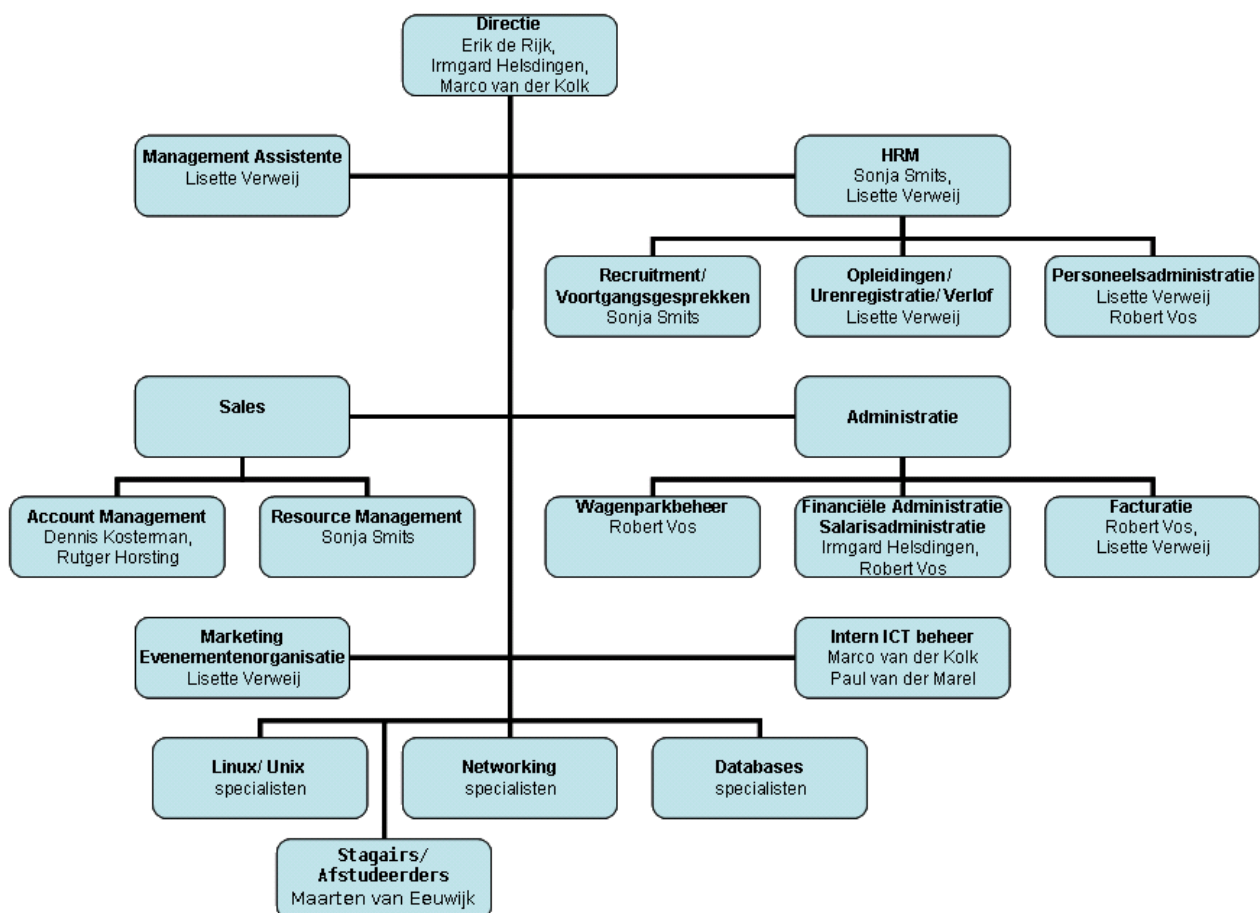 Directie
Erik de Rijk,
Irmgard Helsdingen,
Marco van der Kolk
Management Assistente
Lisette Verweij
HRM
Sonja Smits,
Lisette Verweij
Recruitment/
Voortgangsgesprekken
Sonja Smits
Opleidingen/
Urenregistratie/ Verlof
Lisette Verweij
Personeelsadministratie
Lisette Verweij
Robert Vos
Sales
Administratie
Account Management
Dennis Kosterman,
Rutger Horsting
Resource Management
Sonja Smits
Wagenparkbeheer
Robert Vos
Financiële Administratie
Salarisadministratie
Irmgard Helsdingen,
Robert Vos
Facturatie
Robert Vos,
Lisette Verweij
Marketing
Evenementenorganisatie
Lisette Verweij
Intern ICT beheer
Marco van der Kolk
Paul van der Marel
Linux/ Unix
specialisten
Networking
specialisten
Databases
specialisten
Stagairs/
Afstudeerders
Maarten van Eeuwijk